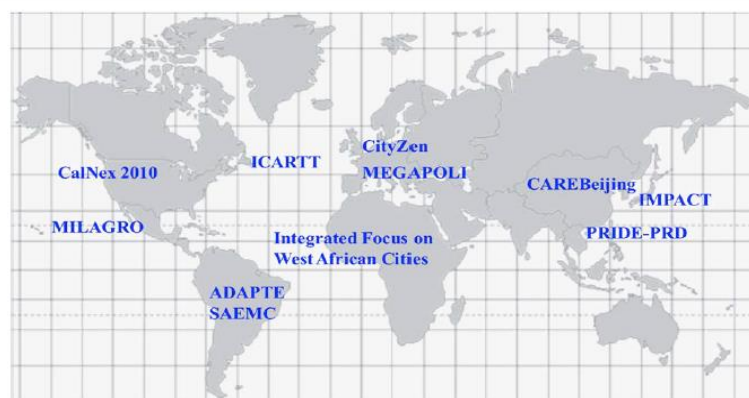 CityZen
ICARTT
CalNex 2010
MEGAPOLI
CAREBeijing
IMPACT
MILAGRO
PRIDE-PRD
Integrated Focus on
West African Cities
ADAPTE
SAEMC